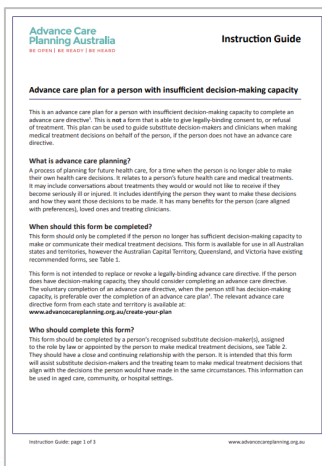 Advance Care
Planning Australia
BE OPEN | BE READY | BE HEARD
Instruction Guide
Advance care plan for a person with insufficient decision-making capacity
This is an advance care plan for a person with insufficient decision-making capacity to complete an
advance care directive¹. This is not a form that is able to give legally-binding consent to, or refusal
of treatment. This plan can be used to guide substitute decision-makers and clinicians when making
medical treatment decisions on behalf of the person, if the person does not have an advance care
directive.
What is advance care planning?
A process of planning for future health care, for a time when the person is no longer able to make
their own health care decisions. It relates to a person's future health care and medical treatments.
It may include conversations about treatments they would or would not like to receive if they
become seriously ill or injured. It includes identifying the person they want to make these decisions
and how they want those decisions to be made. It has many benefits for the person (care aligned
with preferences), loved ones and treating clinicians.
When should this form be completed?
This form should only be completed if the person no longer has sufficient decision-making capacity to
make or communicate their medical treatment decisions. This form is available for use in all Australian
states and territories, however the Australian Capital Territory, Queensland, and Victoria have existing
recommended forms, see Table 1.
This form is not intended to replace or revoke a legally-binding advance care directive. If the person
does have decision-making capacity, they should consider completing an advance care directive.
The voluntary completion of an advance care directive, when the person still has decision-making
capacity, is preferable over the completion of an advance care plan¹. The relevant advance care
directive form from each state and territory is available at:
www.advancecareplanning.org.au/create-your-plan
Who should complete this form?
This form should be completed by a person's recognised substitute decision-maker(s), assigned
to the role by law or appointed by the person to make medical treatment decisions, see Table 2.
They should have a close and continuing relationship with the person. It is intended that this form
will assist substitute decision-makers and the treating team to make medical treatment decisions that
align with the decisions the person would have made in the same circumstances. This information can
be used in aged care, community, or hospital settings.
Instruction Guide: page 1 of 3
www.advancecareplanning.org.au